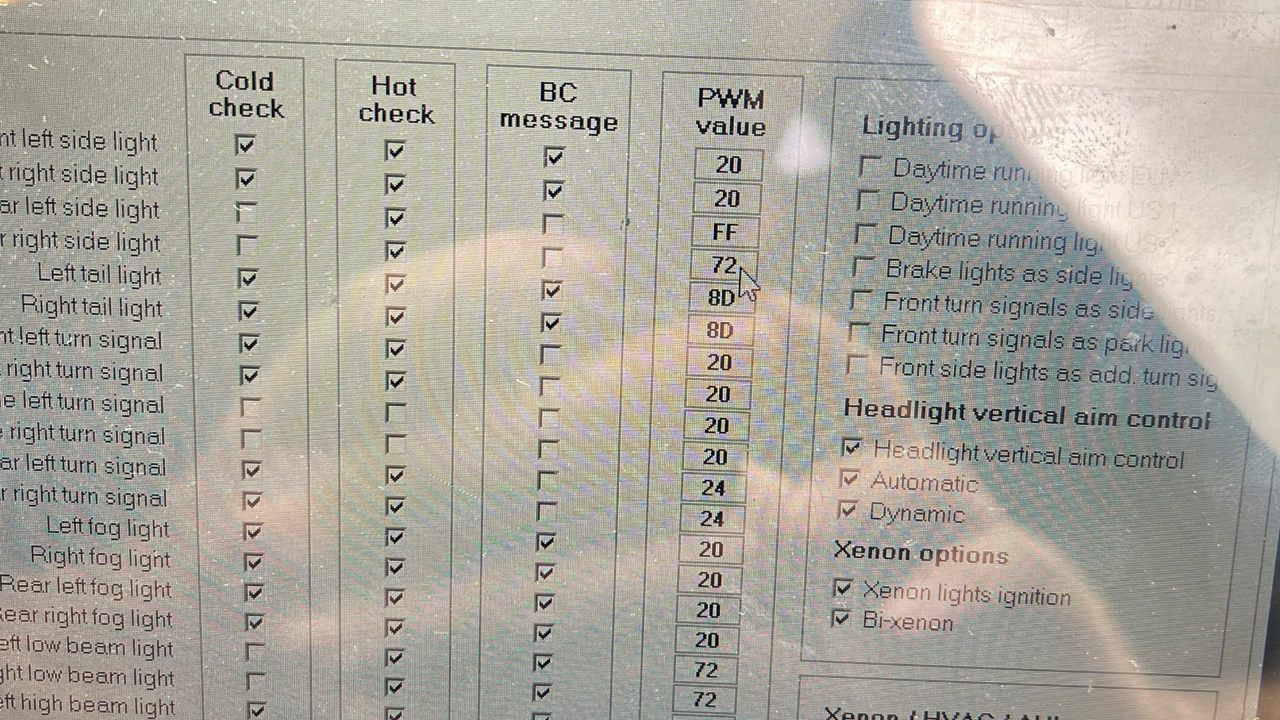 Cold check
Hot check
BC message
PWM value
nt left side light 20
right side light 20
ar left side light FF
r right side light 72
Left tail light 8D
Right tail light 8D
nt left turn signal 20
right turn signal 20
e left turn signal 20
right turn signal 20
ar left turn signal 24
r right turn signal 24
Left fog light 20
Right fog light 20
Rear left fog light 20
Rear right fog light 20
eft low beam light 72
ght low beam light 72
eft high beam light
Lighting op
Daytime runn
Daytime running light
Daytime running lig
Brake lights as side lig
Front turn signals as side
Front turn signals as park lig
Front side lights as add. turn sig
Headlight vertical aim control
Headlight vertical aim control
Automatic
Dynamic
Xenon options
Xenon lights ignition
Bi-xenon